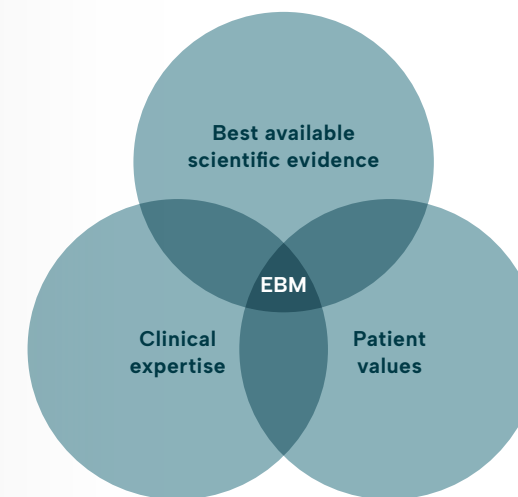 Best available
scientific evidence
EBM
Clinical
expertise
Patient
values